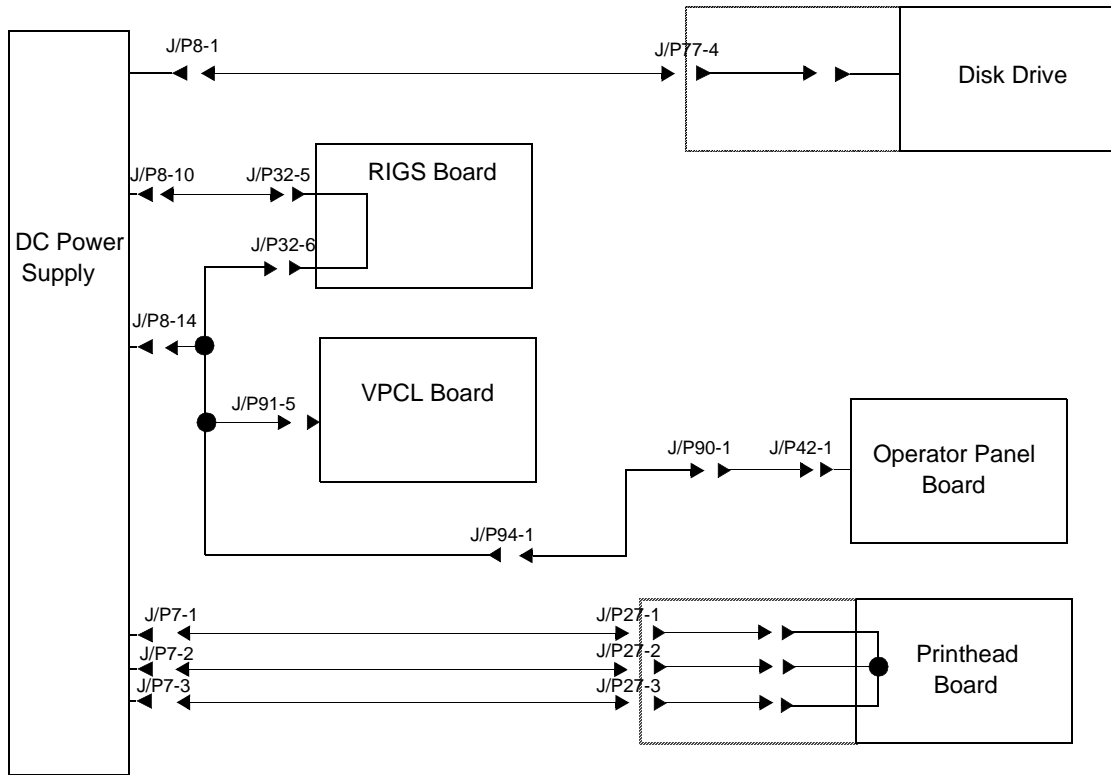 J/P8-1
J/P77-4
Disk Drive
J/P8-10
J/P32-5
RIGS Board
DC Power
Supply
J/P32-6
J/P8-14
VPCL Board
J/P91-5
J/P90-1
J/P42-1
Operator Panel
Board
J/P94-1
J/P7-1
J/P27-1
J/P7-2
J/P27-2
J/P7-3
J/P27-3
Printhead
Board